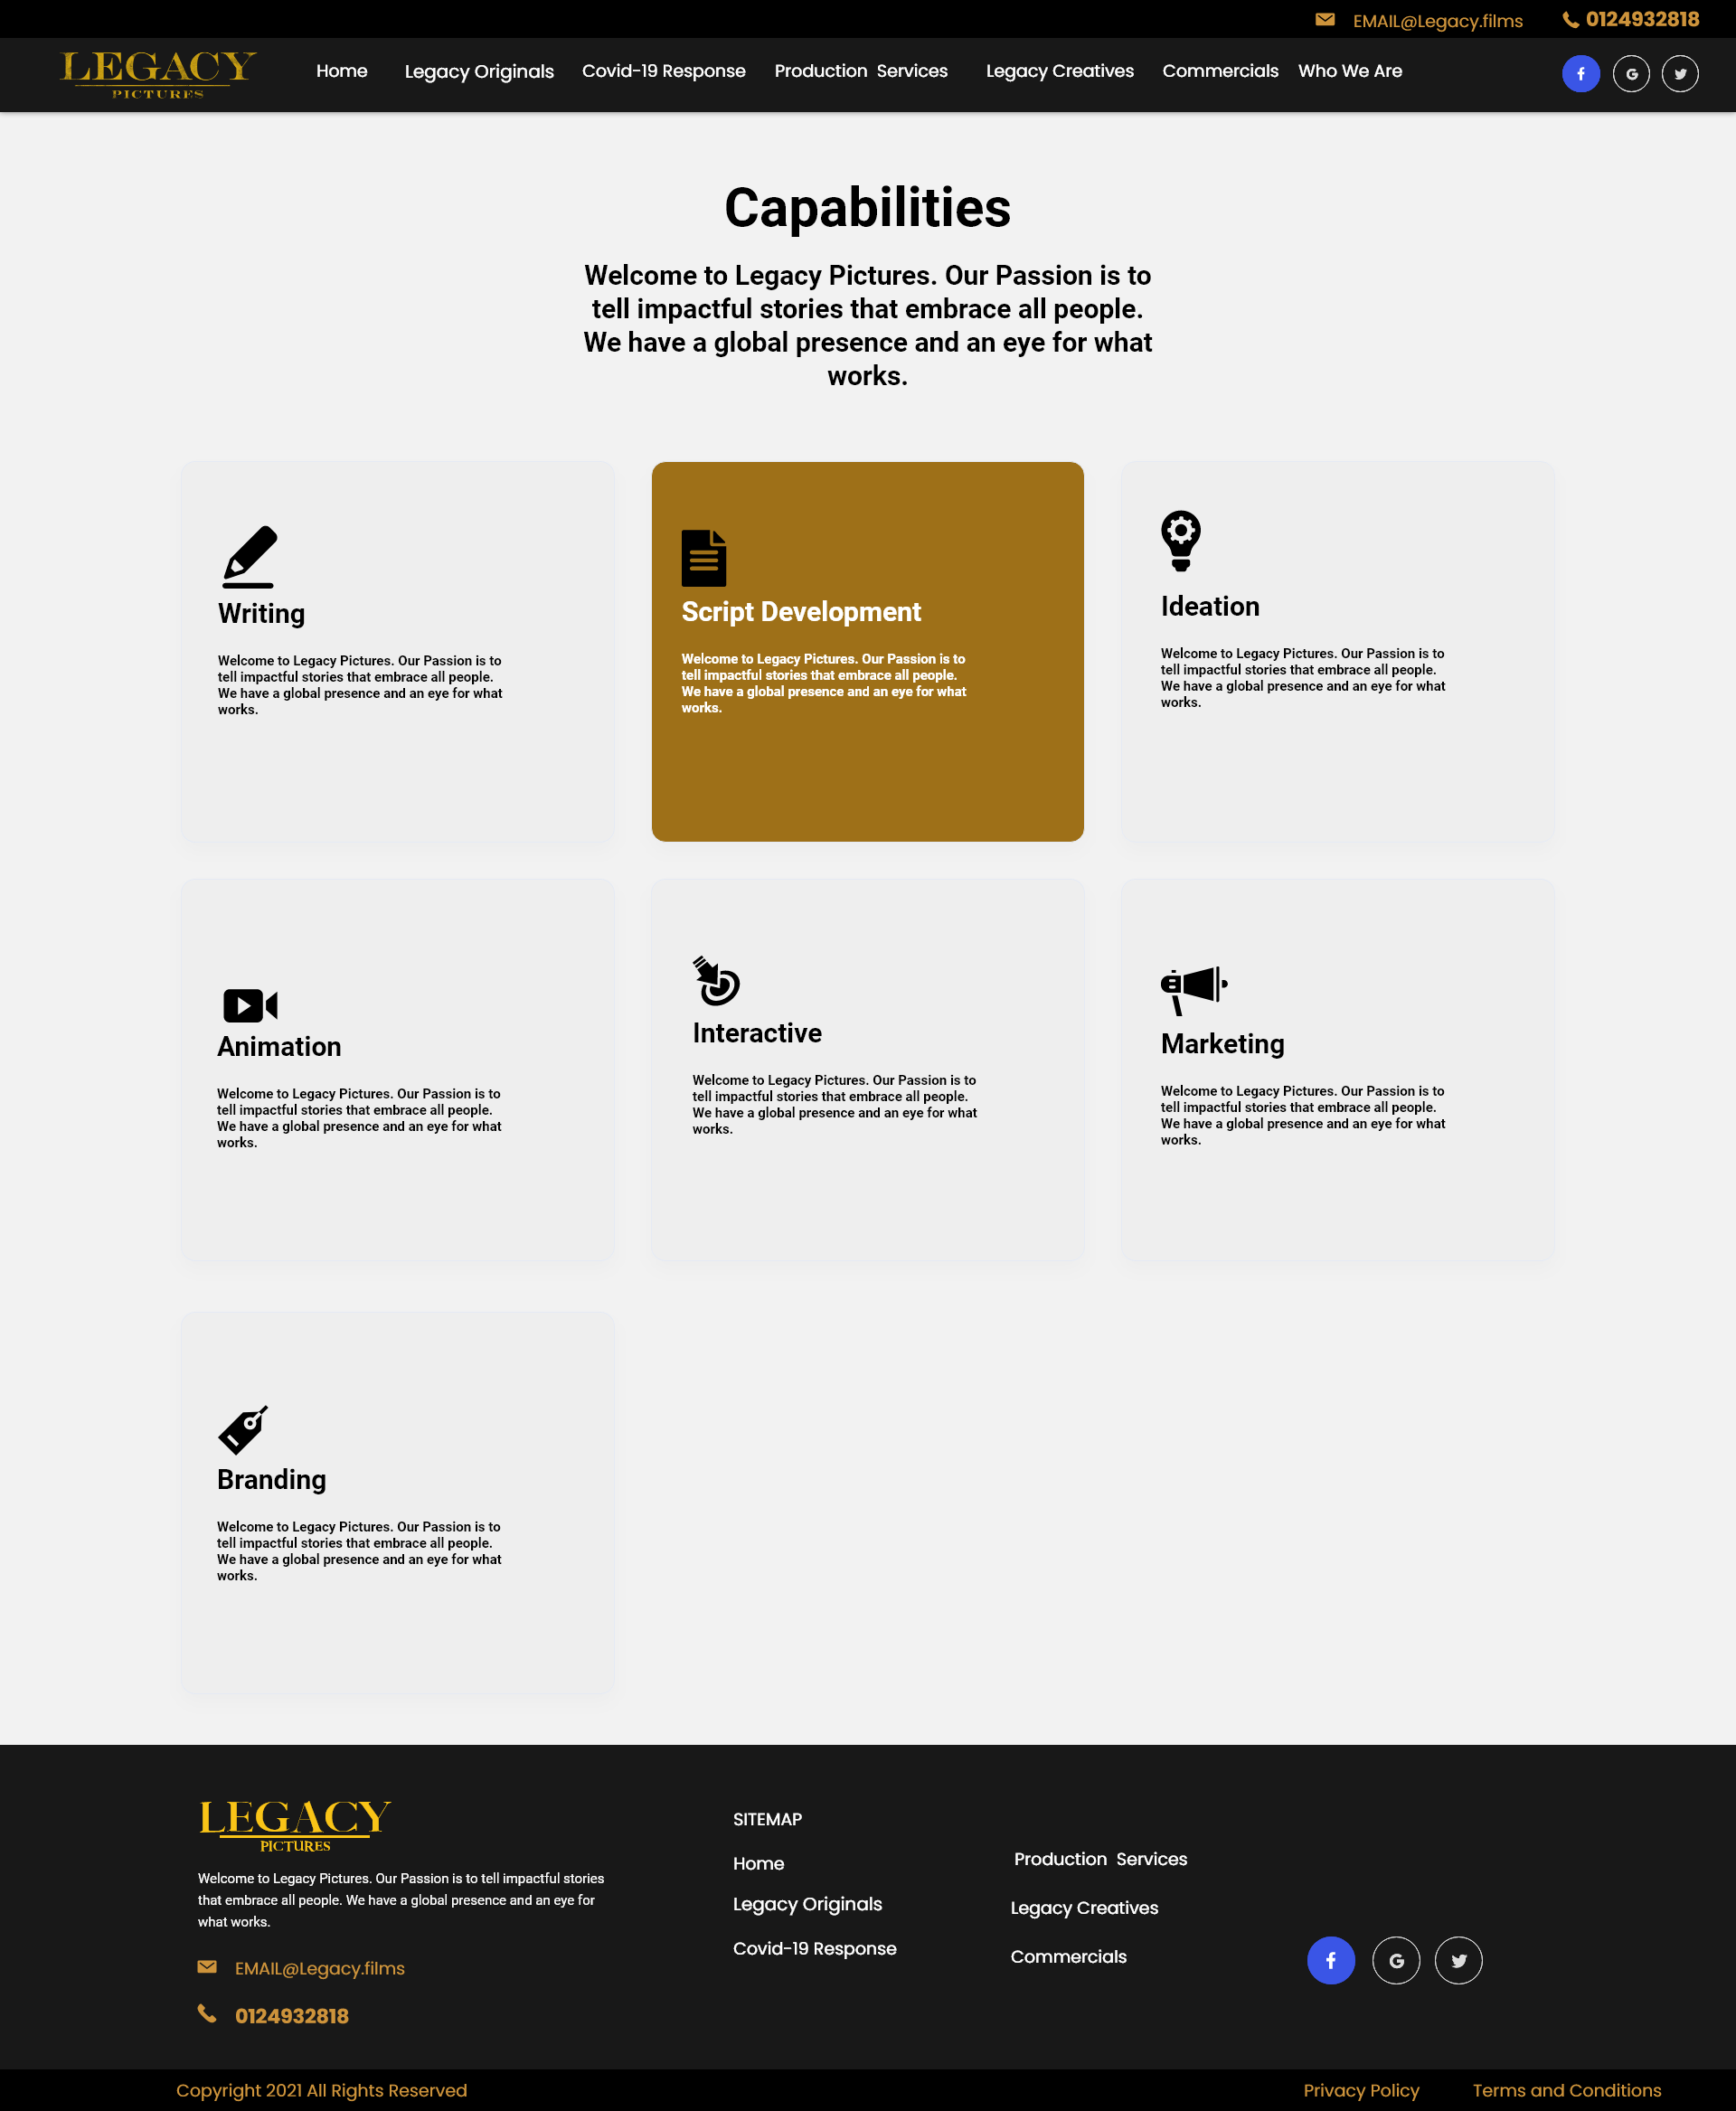 EMAIL@Legacy.films 0124932818
LEGACY
PICTURES
Home Legacy Originals Covid-19 Response Production Services Legacy Creatives Commercials Who We Are
Capabilities
Welcome to Legacy Pictures. Our Passion is to
tell impactful stories that embrace all people.
We have a global presence and an eye for what
works.
Writing
Welcome to Legacy Pictures. Our Passion is to
tell impactful stories that embrace all people.
We have a global presence and an eye for what
works.
Script Development
Welcome to Legacy Pictures. Our Passion is to
tell impactful stories that embrace all people.
We have a global presence and an eye for what
works.
Ideation
Welcome to Legacy Pictures. Our Passion is to
tell impactful stories that embrace all people.
We have a global presence and an eye for what
works.
Animation
Welcome to Legacy Pictures. Our Passion is to
tell impactful stories that embrace all people.
We have a global presence and an eye for what
works.
Interactive
Welcome to Legacy Pictures. Our Passion is to
tell impactful stories that embrace all people.
We have a global presence and an eye for what
works.
Marketing
Welcome to Legacy Pictures. Our Passion is to
tell impactful stories that embrace all people.
We have a global presence and an eye for what
works.
Branding
Welcome to Legacy Pictures. Our Passion is to
tell impactful stories that embrace all people.
We have a global presence and an eye for what
works.
LEGACY
PICTURES
Welcome to Legacy Pictures. Our Passion is to tell impactful stories
that embrace all people. We have a global presence and an eye for
what works.
EMAIL@Legacy.films
0124932818
SITEMAP
Home
Legacy Originals
Covid-19 Response
Production Services
Legacy Creatives
Commercials
Copyright 2021 All Rights Reserved
Privacy Policy
Terms and Conditions